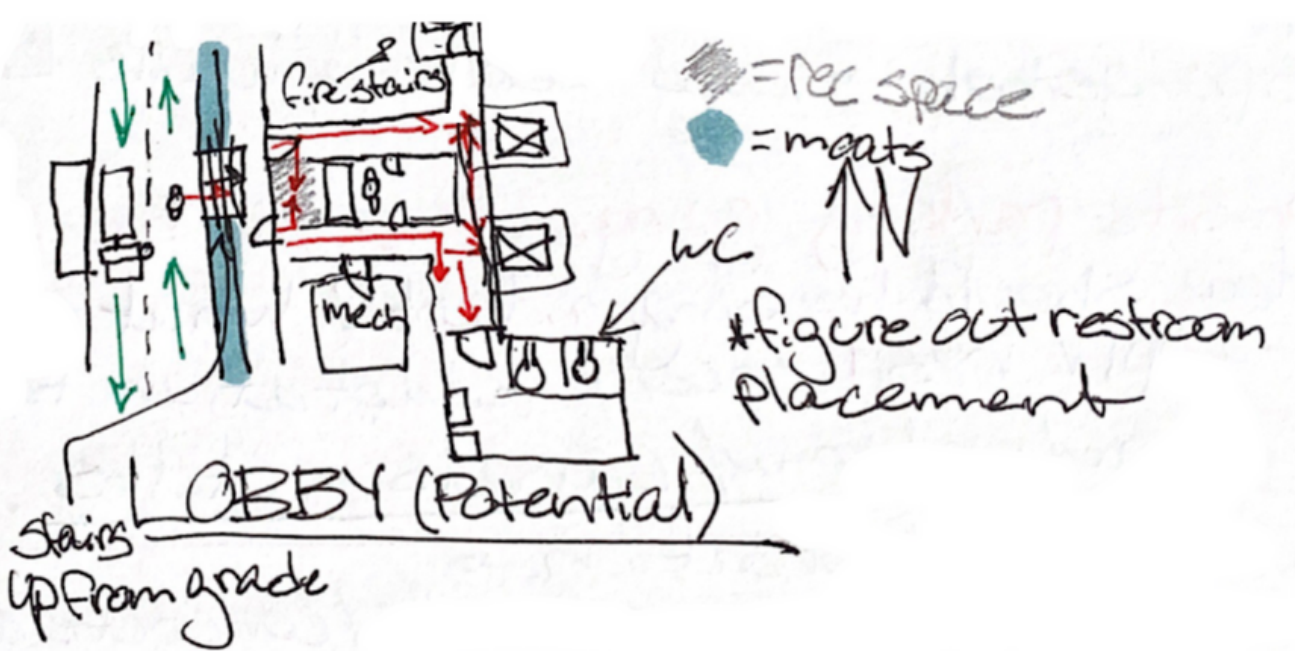 fire stairs
= rec space
= moats
N
WC
mech
*figure out restroom
placement
LOBBY (Potential)
stairs
up from grade